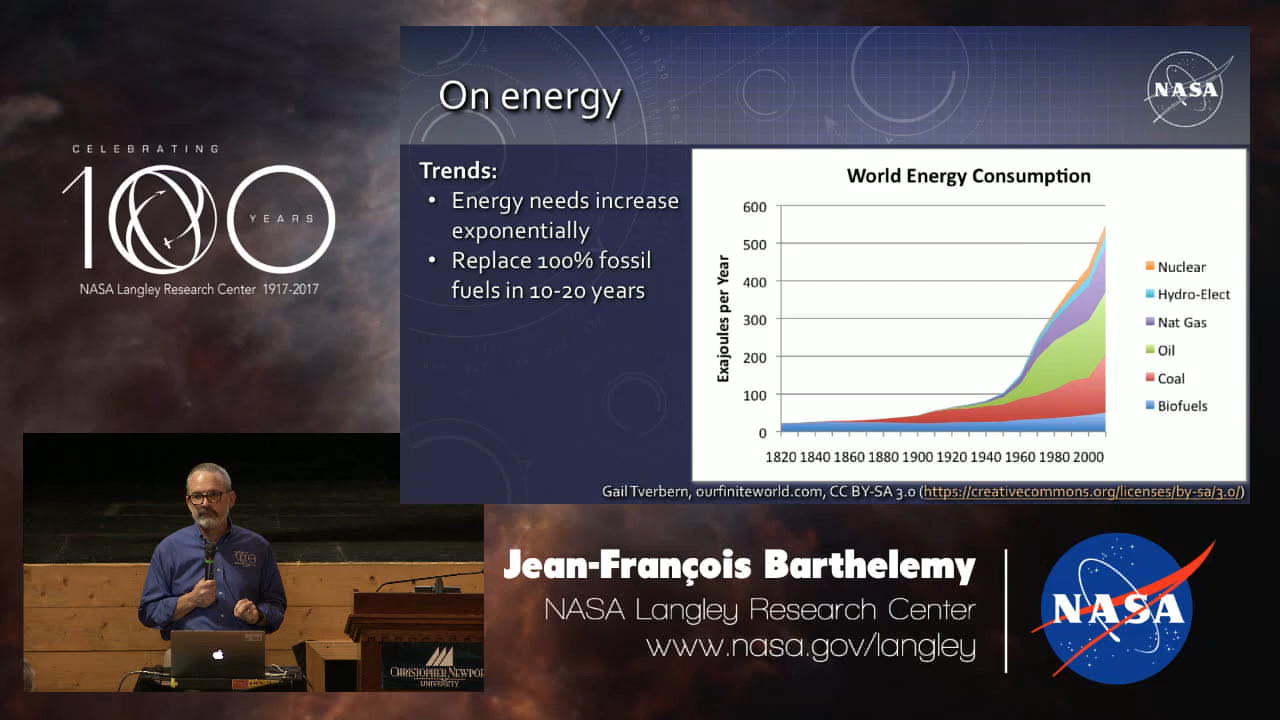 CELEBRATING
100
YEARS
NASA Langley Research Center 1917-2017
On energy
NASA
Trends:
• Energy needs increase
exponentially
• Replace 100% fossil
fuels in 10-20 years
World Energy Consumption
Exajoules per Year
600
500
400
300
200
100
0
1820 1840 1860 1880 1900 1920 1940 1960 1980 2000
Nuclear
Hydro-Elect
Nat Gas
Oil
Coal
Biofuels
Gail Tverbern, ourfiniteworld.com, CC BY-SA 3.0 (https://creativecommons.org/licenses/by-sa/3.0/)
CHRISTOPHER NEWPOR
UNIVERSITY
Jean-François Barthelemy
NASA Langley Research Center
www.nasa.gov/langley
NASA